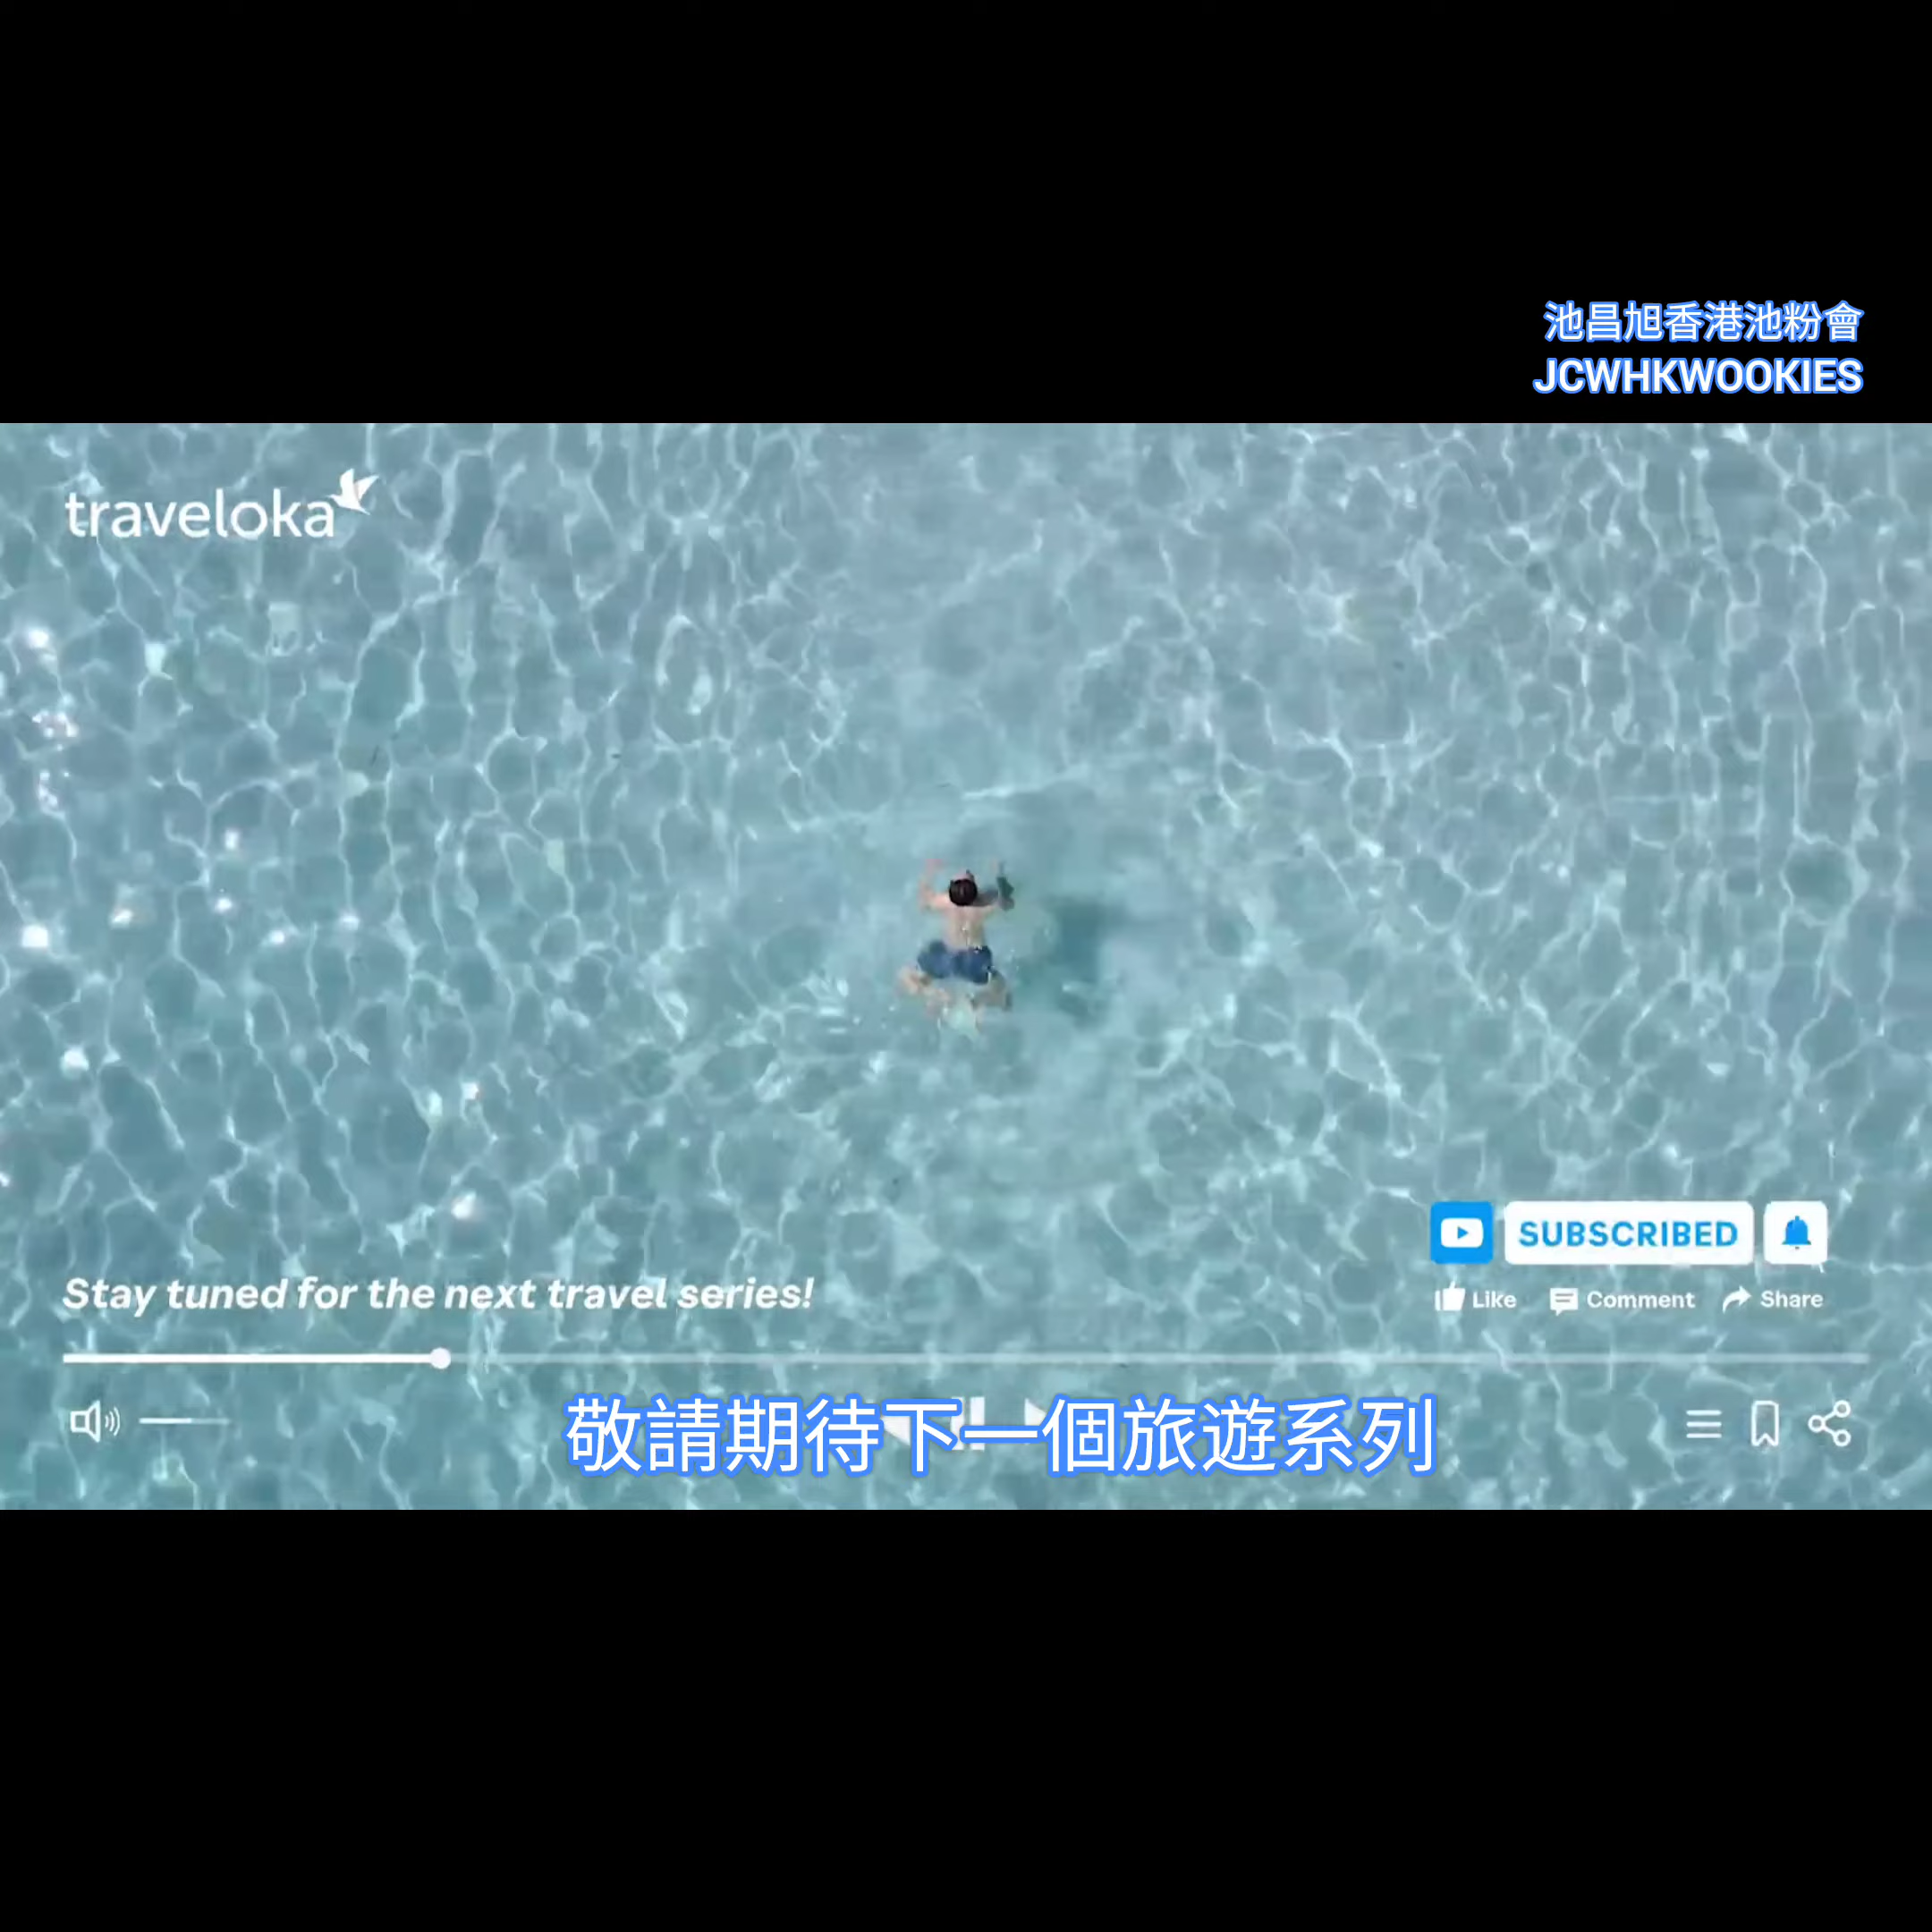 池昌旭香港池粉會
JCWHKWOOKIES
traveloka
SUBSCRIBED
Stay tuned for the next travel series!
Like Comment Share
敬請期待下一個旅遊系列